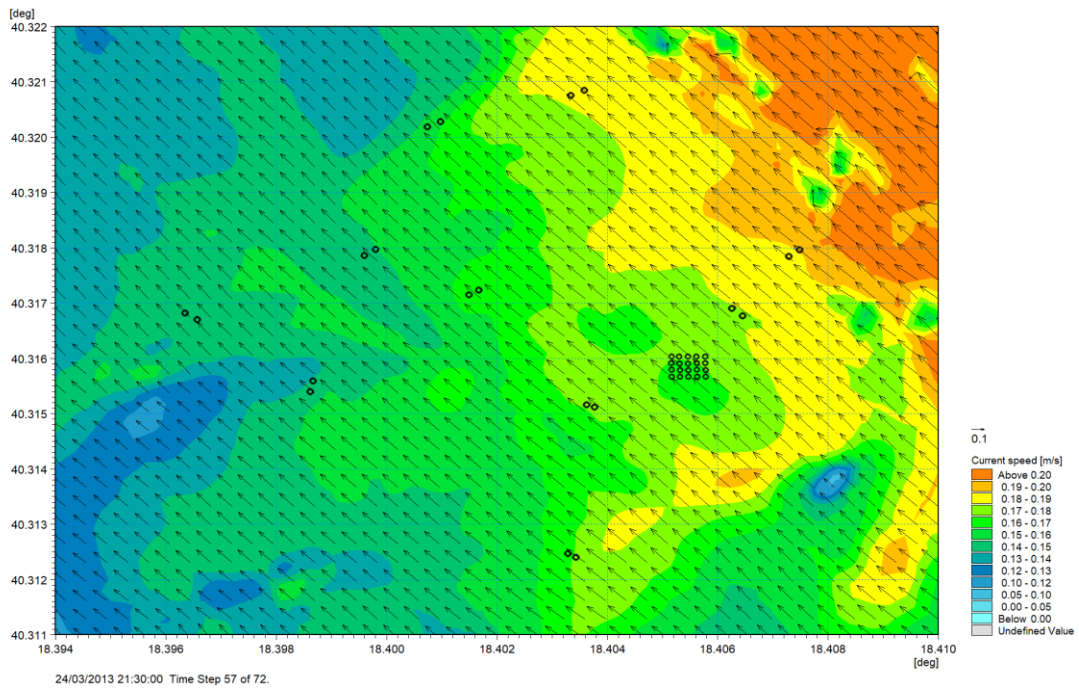 [deg]
40.322
40.321
40.320
40.319
40.318
40.317
40.316
40.315
40.314
40.313
40.312
40.311
18.394 18.396 18.398 18.400 18.402 18.404 18.406 18.408 18.410
[deg]
0.1
Current speed [m/s]
Above 0.20
0.19 - 0.20
0.18 - 0.19
0.17 - 0.18
0.16 - 0.17
0.15 - 0.16
0.14 - 0.15
0.13 - 0.14
0.12 - 0.13
0.10 - 0.12
0.05 - 0.10
0.00 - 0.05
Below 0.00
Undefined Value
24/03/2013 21:30:00 Time Step 57 of 72.